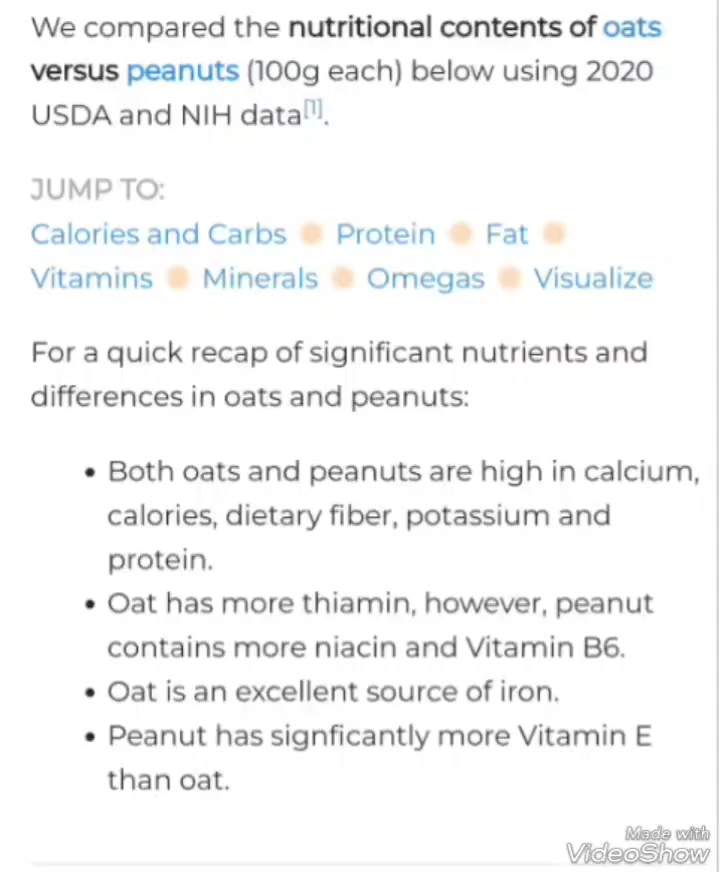 We compared the nutritional contents of oats
versus peanuts (100g each) below using 2020
USDA and NIH data[1].
JUMP TO:
Calories and Carbs Protein Fat
Vitamins Minerals Omegas Visualize
For a quick recap of significant nutrients and
differences in oats and peanuts:
• Both oats and peanuts are high in calcium,
calories, dietary fiber, potassium and
protein.
• Oat has more thiamin, however, peanut
contains more niacin and Vitamin B6.
• Oat is an excellent source of iron.
• Peanut has signficantly more Vitamin E
than oat.
Made with
VideoShow